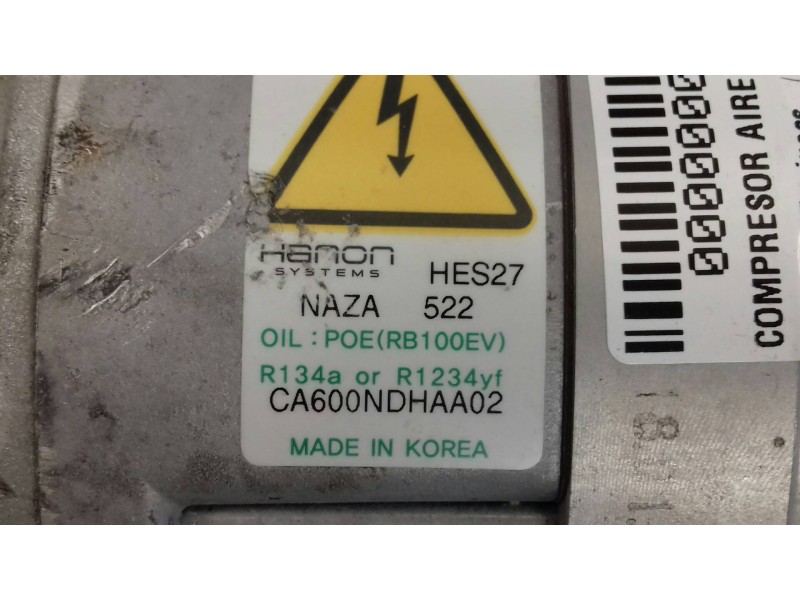 HANON
SYSTEMS
HES27
NAZA 522
OIL : POE(RB100EV)
R134a or R1234yf
CA600NDHAA02
MADE IN KOREA
COMPRESOR AIRE